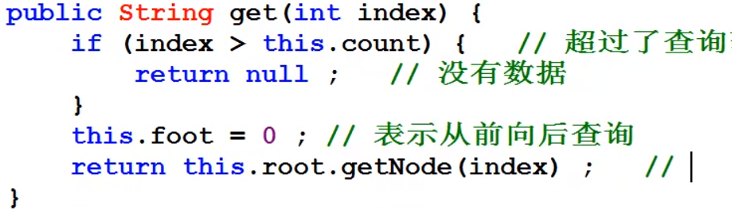 public String get(int index) {
if (index > this.count) { // 超过了查询
return null ; // 没有数据
}
this.foot = 0 ; // 表示从前向后查询
return this.root.getNode(index) ; //
}